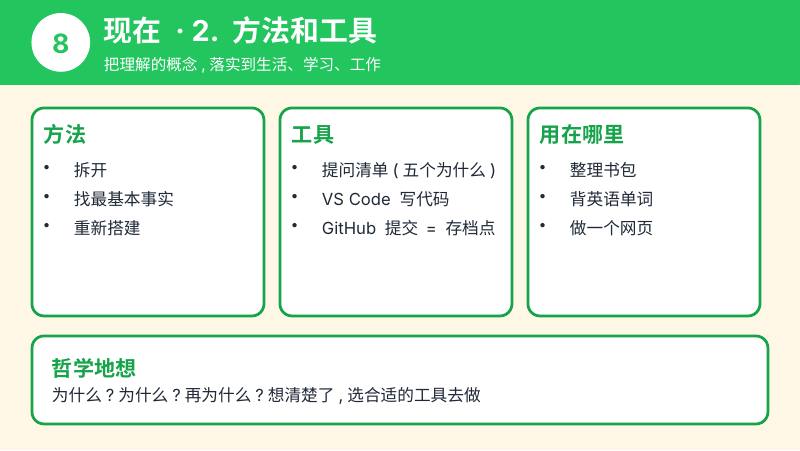 8
现在 · 2. 方法和工具
把理解的概念 , 落实到生活、学习、工作
方法
• 拆开
• 找最基本事实
• 重新搭建
工具
• 提问清单 ( 五个为什么 )
• VS Code 写代码
• GitHub 提交 = 存档点
用在哪里
• 整理书包
• 背英语单词
• 做一个网页
哲学地想
为什么 ? 为什么 ? 再为什么 ? 想清楚了 , 选合适的工具去做